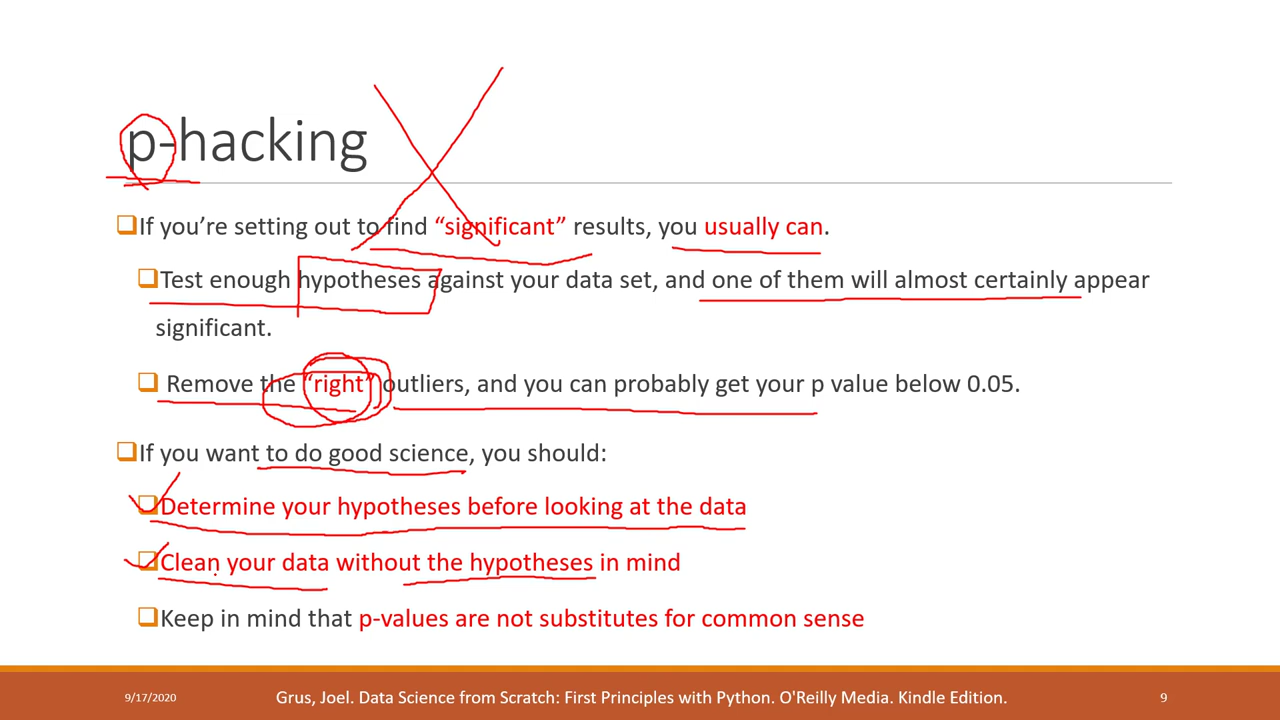 p-hacking
If you’re setting out to find “significant” results, you usually can.
Test enough hypotheses against your data set, and one of them will almost certainly appear
significant.
Remove the “right” outliers, and you can probably get your p value below 0.05.
If you want to do good science, you should:
Determine your hypotheses before looking at the data
Clean your data without the hypotheses in mind
Keep in mind that p-values are not substitutes for common sense
9/17/2020
Grus, Joel. Data Science from Scratch: First Principles with Python. O'Reilly Media. Kindle Edition.
9